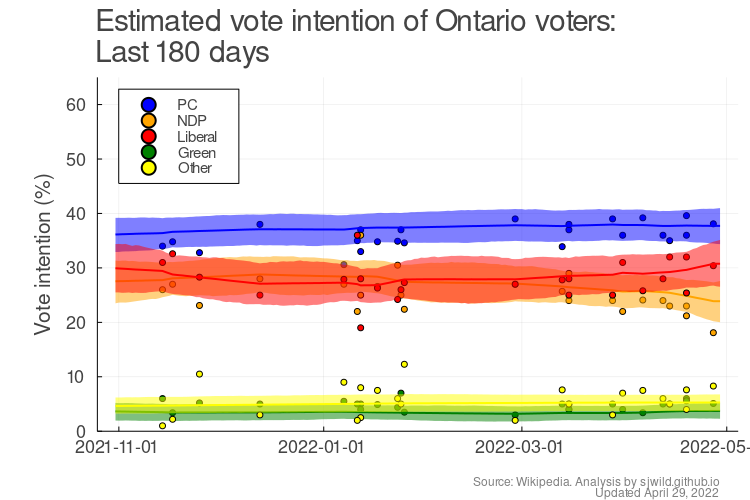 Estimated vote intention of Ontario voters:
Last 180 days
Vote intention (%)
60
50
40
30
20
10
0
PC
NDP
Liberal
Green
Other
2021-11-01
2022-01-01
2022-03-01
2022-05-
Source: Wikipedia. Analysis by sjwild.github.io
Updated April 29, 2022